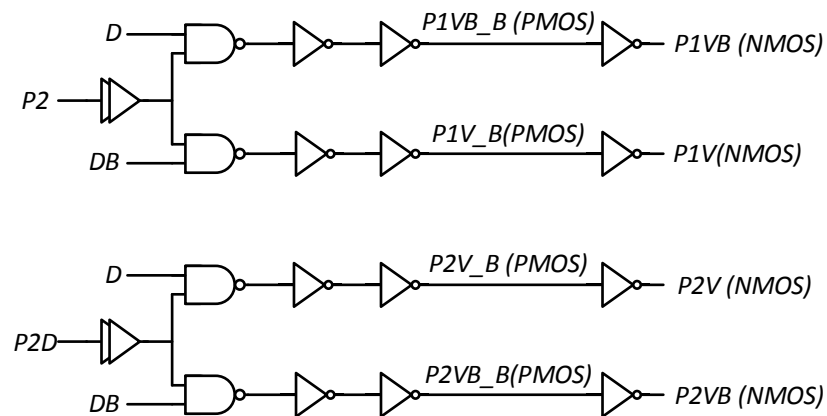 D
P1VB_B (PMOS)
P1VB (NMOS)
P2
P1V_B(PMOS)
P1V(NMOS)
DB
D
P2V_B (PMOS)
P2V (NMOS)
P2D
P2VB_B(PMOS)
P2VB (NMOS)
DB